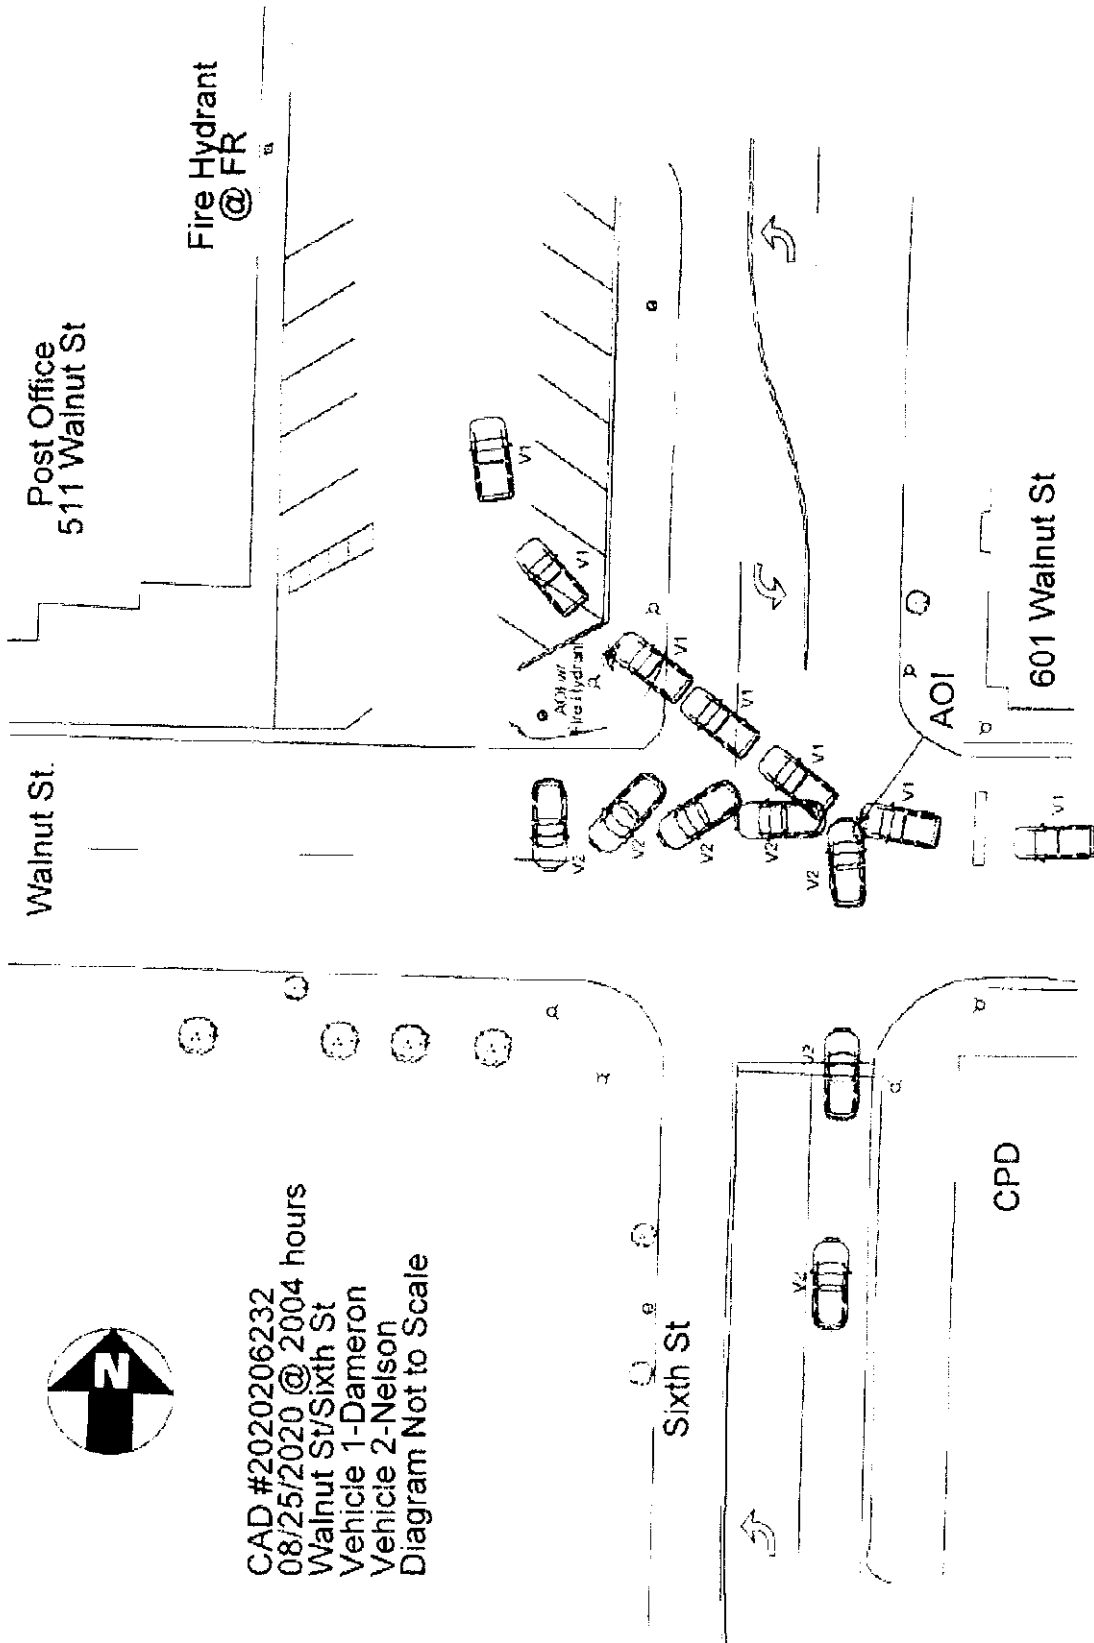 Fire Hydrant
@ FR
Post Office
511 Walnut St
Walnut St.
N
CAD #2020206232
08/25/2020 @ 2004 hours
Walnut St/Sixth St
Vehicle 1-Dameron
Vehicle 2-Nelson
Diagram Not to Scale
Sixth St
CPD
AOI
601 Walnut St
AOI w/
Fire Hydrant
V1
V1
V1
V1
V1
V1
V1
V2
V2
V2
V2
V2
V2
V2